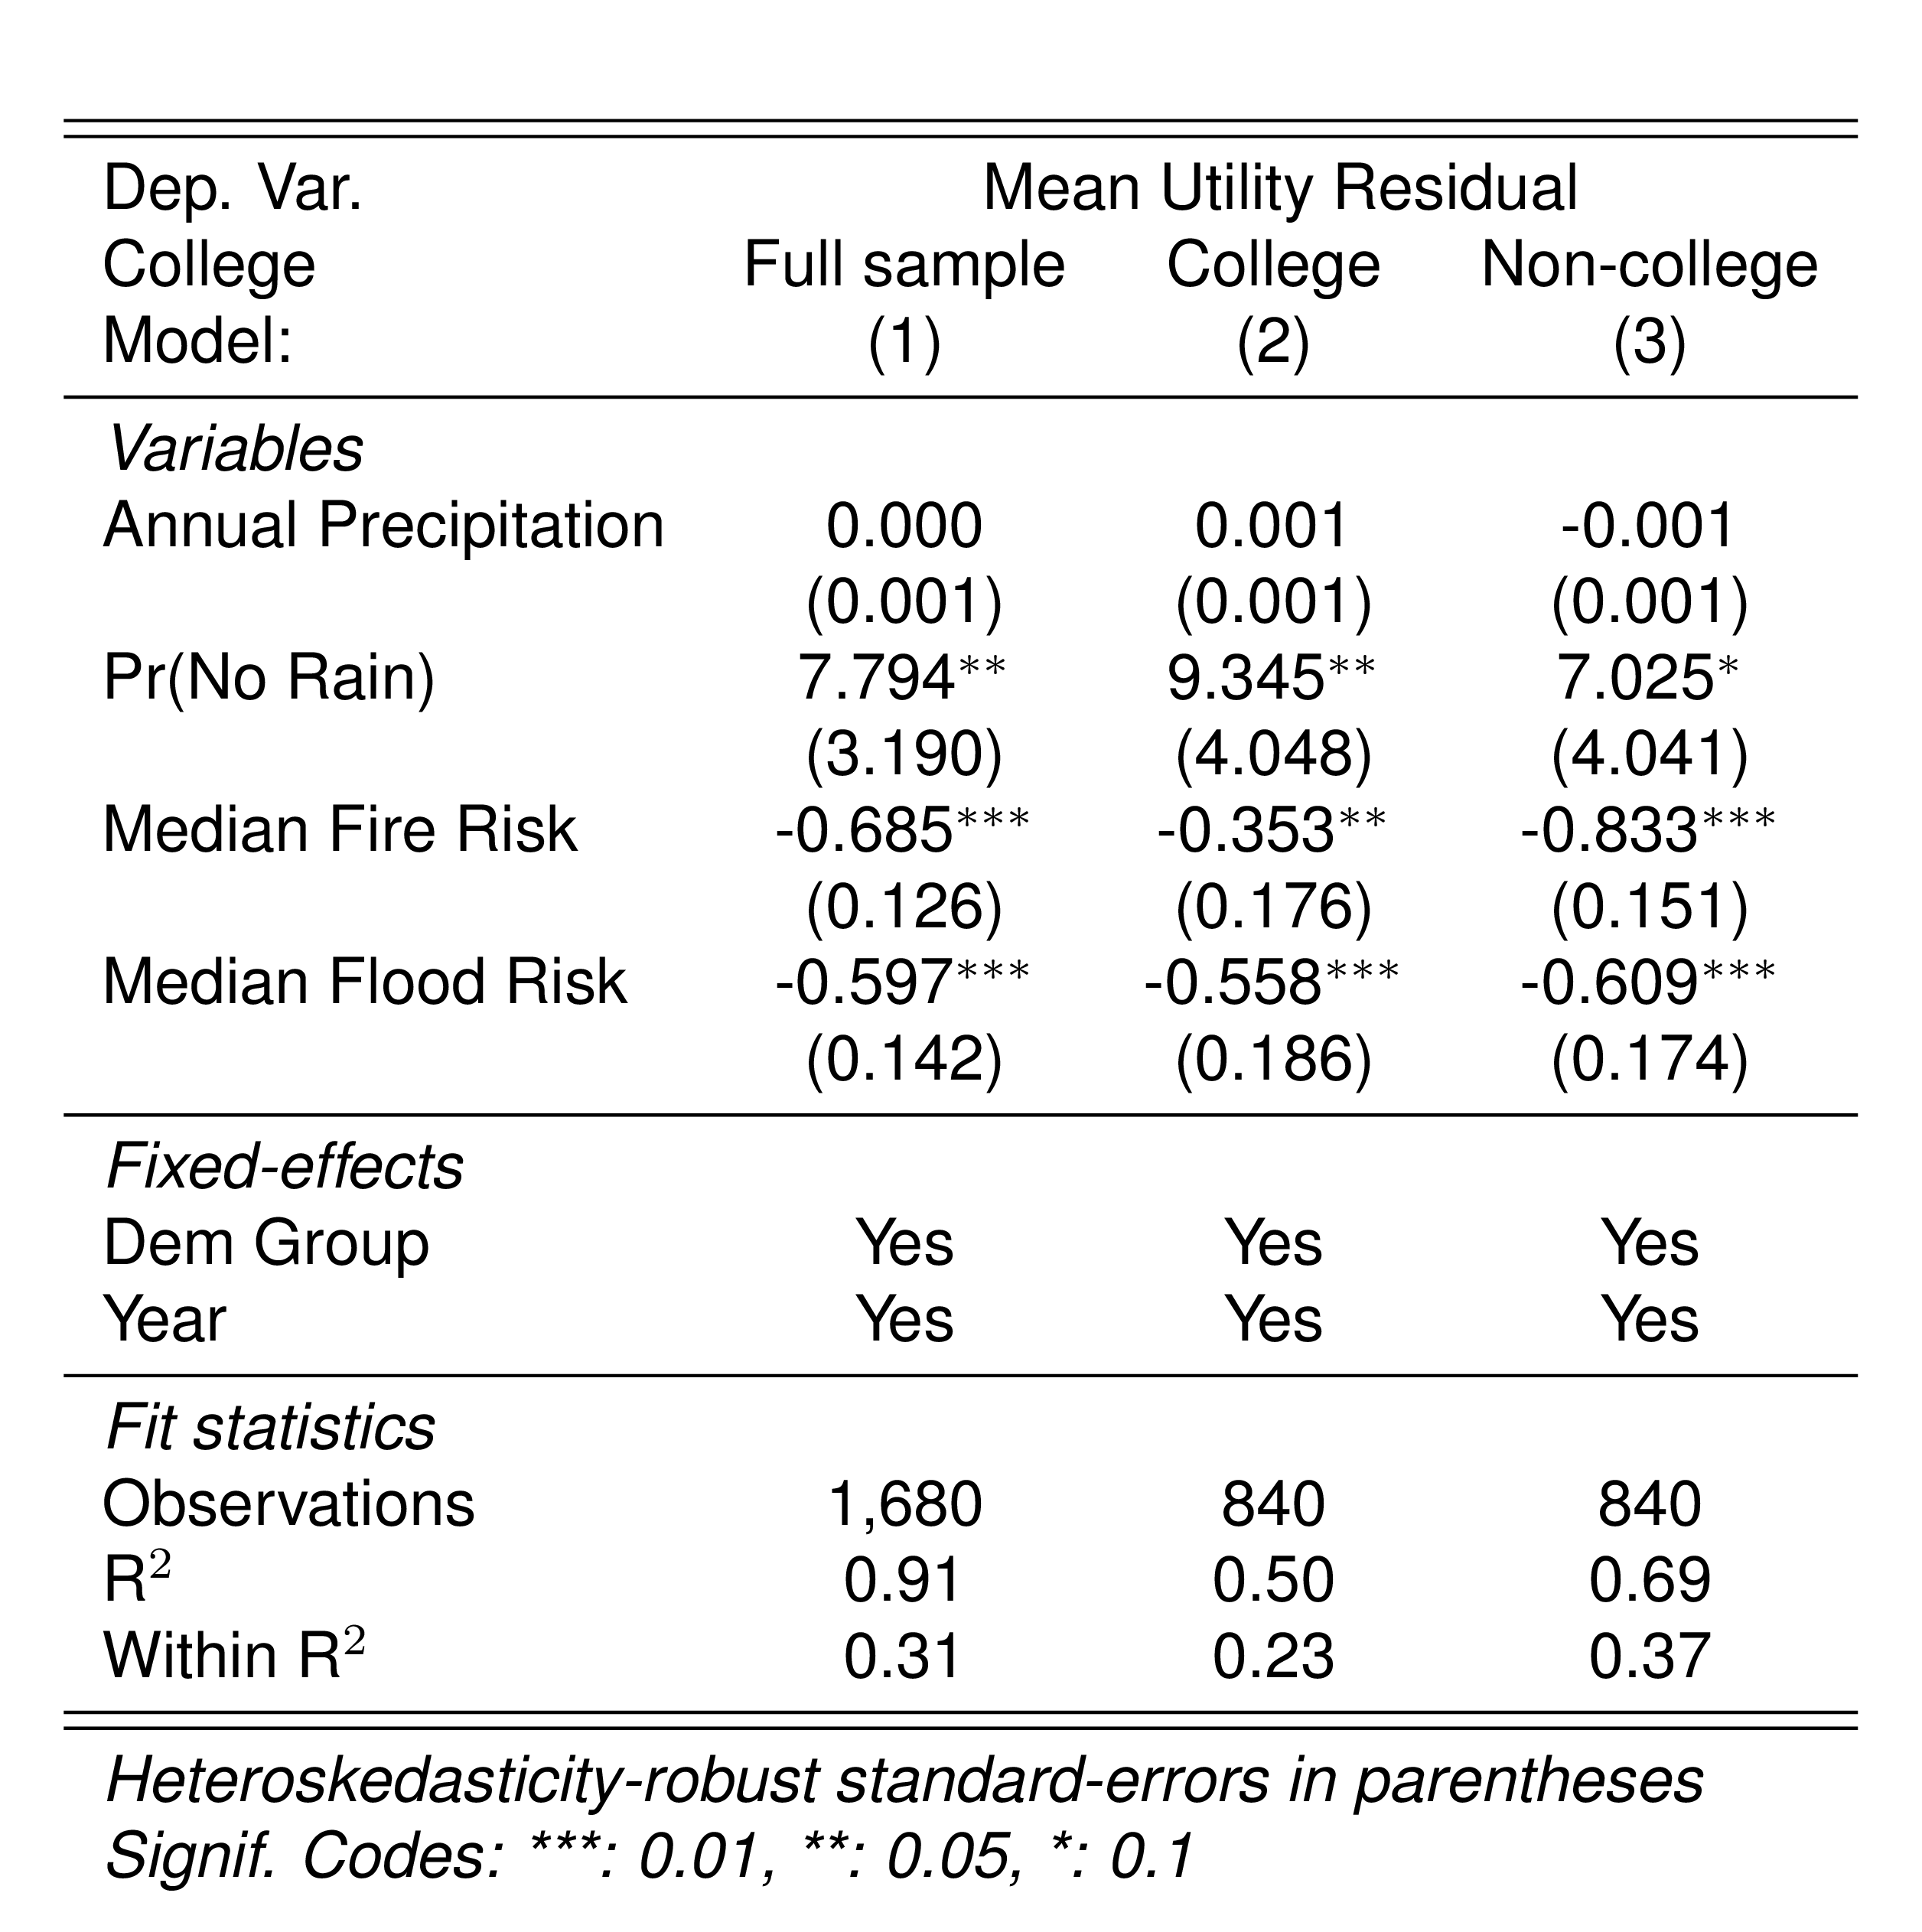 Dep. Var. Mean Utility Residual
College Full sample College Non-college
Model: (1) (2) (3)
Variables
Annual Precipitation 0.000 0.001 -0.001
(0.001) (0.001) (0.001)
Pr(No Rain) 7.794** 9.345** 7.025*
(3.190) (4.048) (4.041)
Median Fire Risk -0.685*** -0.353** -0.833***
(0.126) (0.176) (0.151)
Median Flood Risk -0.597*** -0.558*** -0.609***
(0.142) (0.186) (0.174)
Fixed-effects
Dem Group Yes Yes Yes
Year Yes Yes Yes
Fit statistics
Observations 1,680 840 840
R² 0.91 0.50 0.69
Within R² 0.31 0.23 0.37
Heteroskedasticity-robust standard-errors in parentheses
Signif. Codes: ***: 0.01, **: 0.05, *: 0.1